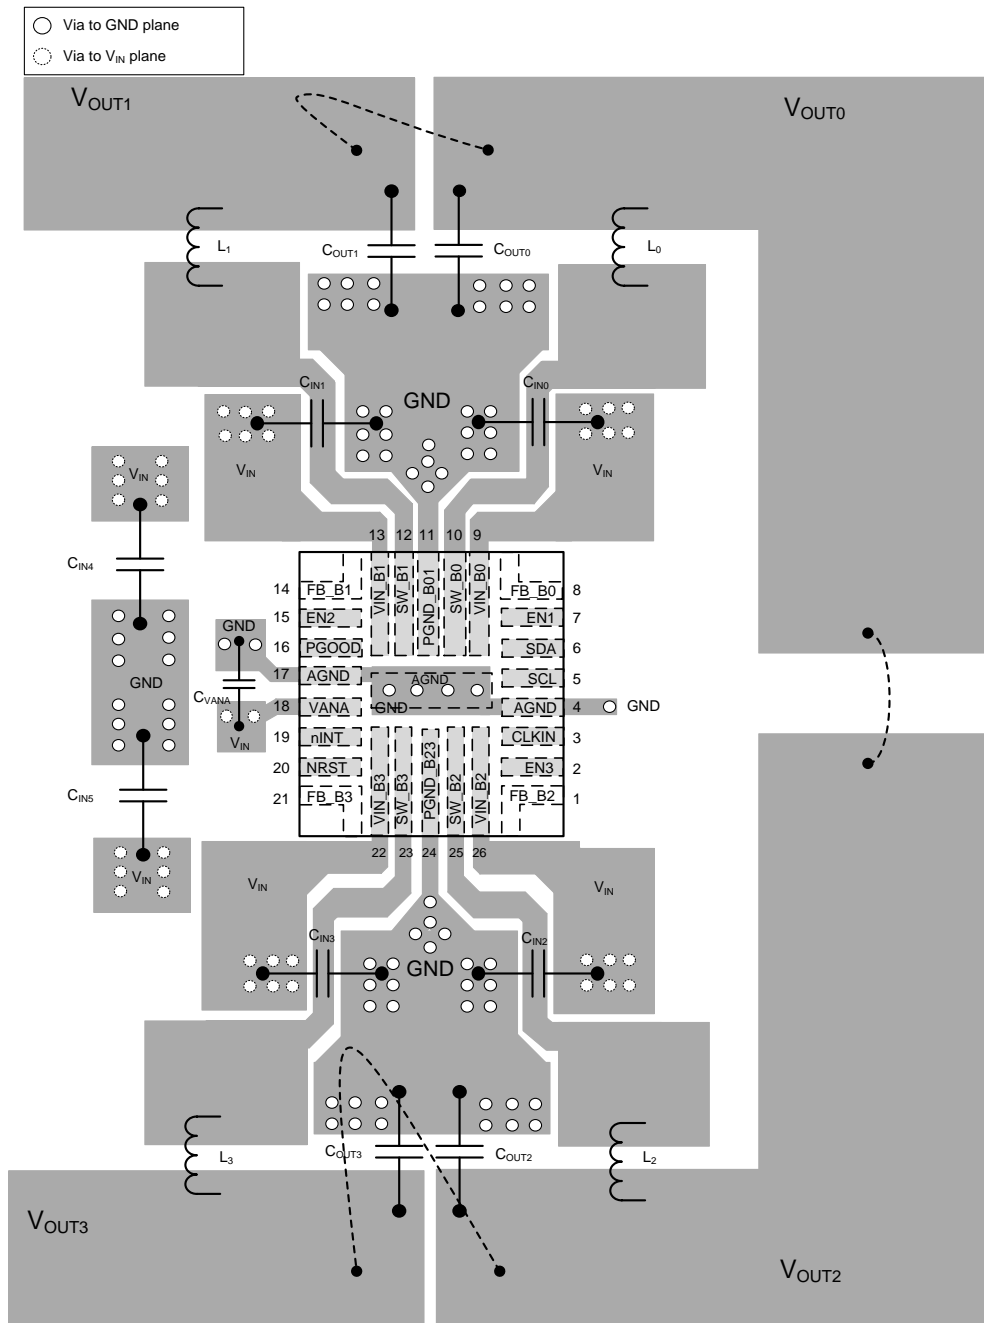 Via to GND plane
Via to VIN plane
VOUT1
VOUT0
L1
COUT1
COUT0
L0
CIN1
CIN0
GND
VIN
VIN
VIN
13 12 11 10 9
CIN4
14 FB_B1
VIN_B1
SW_B1
PGND_B01
SW_B0
VIN_B0
FB_B0 8
15 EN2
EN1 7
GND
16 PGOOD
SDA 6
17 AGND
AGND
SCL 5
GND
CVANA
18 VANA
GND
AGND 4
GND
VIN
19 nINT
CLKIN 3
20 NRST
EN3 2
CIN5
21 FB_B3
VIN_B3
SW_B3
PGND_B23
SW_B2
VIN_B2
FB_B2 1
22 23 24 25 26
VIN
VIN
VIN
CIN3
CIN2
GND
L3
COUT3
COUT2
L2
VOUT3
VOUT2